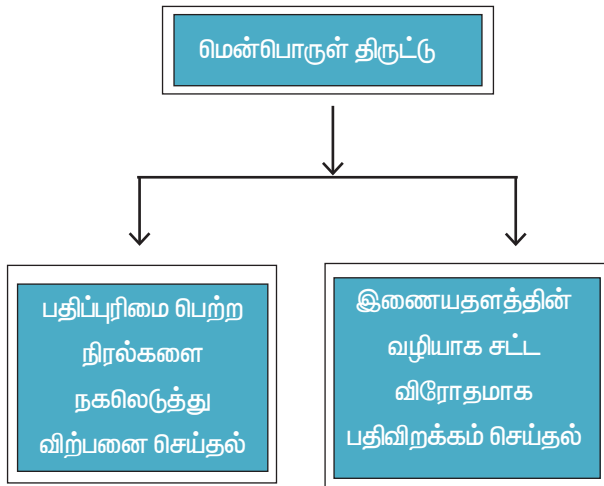 மென்பொருள் திருட்டு
பதிப்புரிமை பெற்ற
நிரல்களை
நகலெடுத்து
விற்பனை செய்தல்
இணையதளத்தின்
வழியாக சட்ட
விரோதமாக
பதிவிறக்கம் செய்தல்